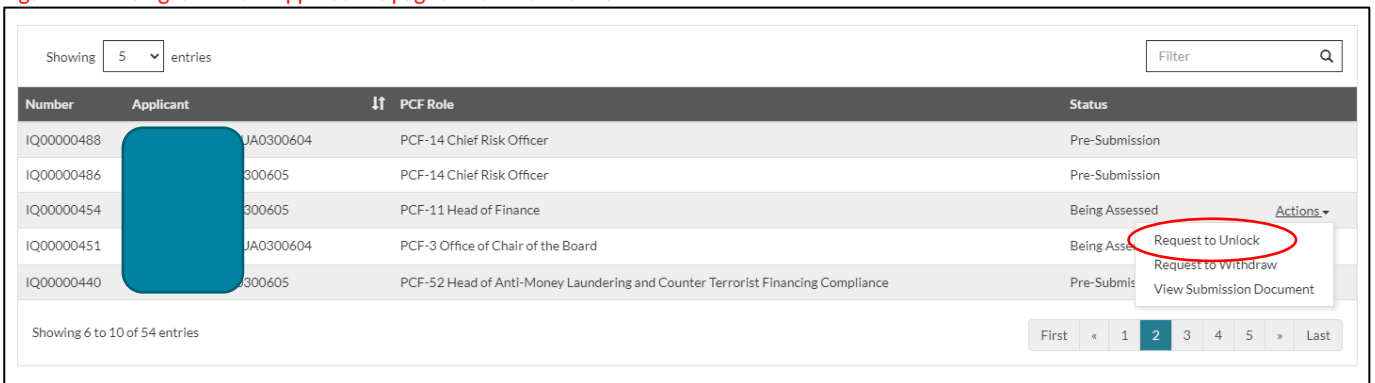 Showing 5 entries
Filter
Number Applicant PCF Role Status
IQ00000488 UA0300604 PCF-14 Chief Risk Officer Pre-Submission
IQ00000486 300605 PCF-14 Chief Risk Officer Pre-Submission
IQ00000454 300605 PCF-11 Head of Finance Being Assessed Actions
IQ00000451 UA0300604 PCF-3 Office of Chair of the Board Being Asse
Request to Unlock
Request to Withdraw
IQ00000440 300605 PCF-52 Head of Anti-Money Laundering and Counter Terrorist Financing Compliance Pre-Submis
View Submission Document
Showing 6 to 10 of 54 entries
First « 1 2 3 4 5 » Last